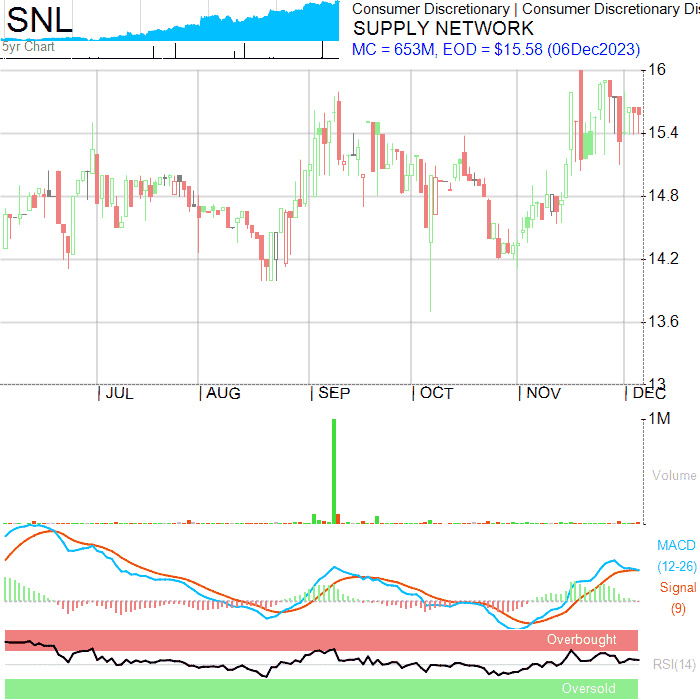 SNL
5yr Chart
Consumer Discretionary | Consumer Discretionary Dis
SUPPLY NETWORK
MC = 653M, EOD = $15.58 (06Dec2023)
16
15.4
14.8
14.2
13.6
13
JUL AUG SEP OCT NOV DEC
1M
Volume
MACD
(12-26)
Signal
(9)
Overbought
RSI(14)
Oversold